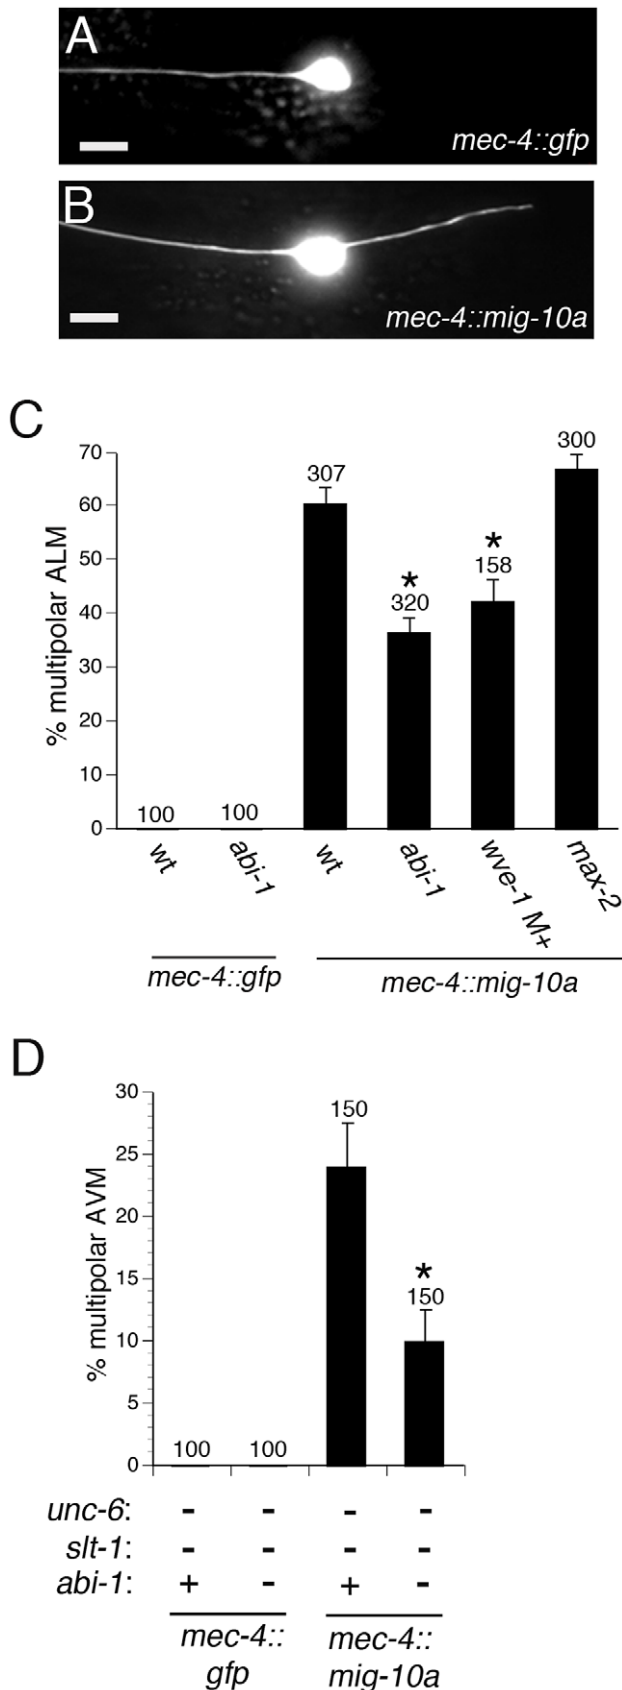 A
mec-4::gfp
B
mec-4::mig-10a
C
% multipolar ALM
70
60
50
40
30
20
10
0
100
100
307
*
320
*
158
300
wt
abi-1
wt
abi-1
wve-1 M+
max-2
mec-4::gfp
mec-4::mig-10a
D
% multipolar AVM
30
25
20
15
10
5
0
100
100
150
*
150
unc-6: - - - -
slt-1: - - - -
abi-1: + - + -
mec-4::
gfp
mec-4::
mig-10a